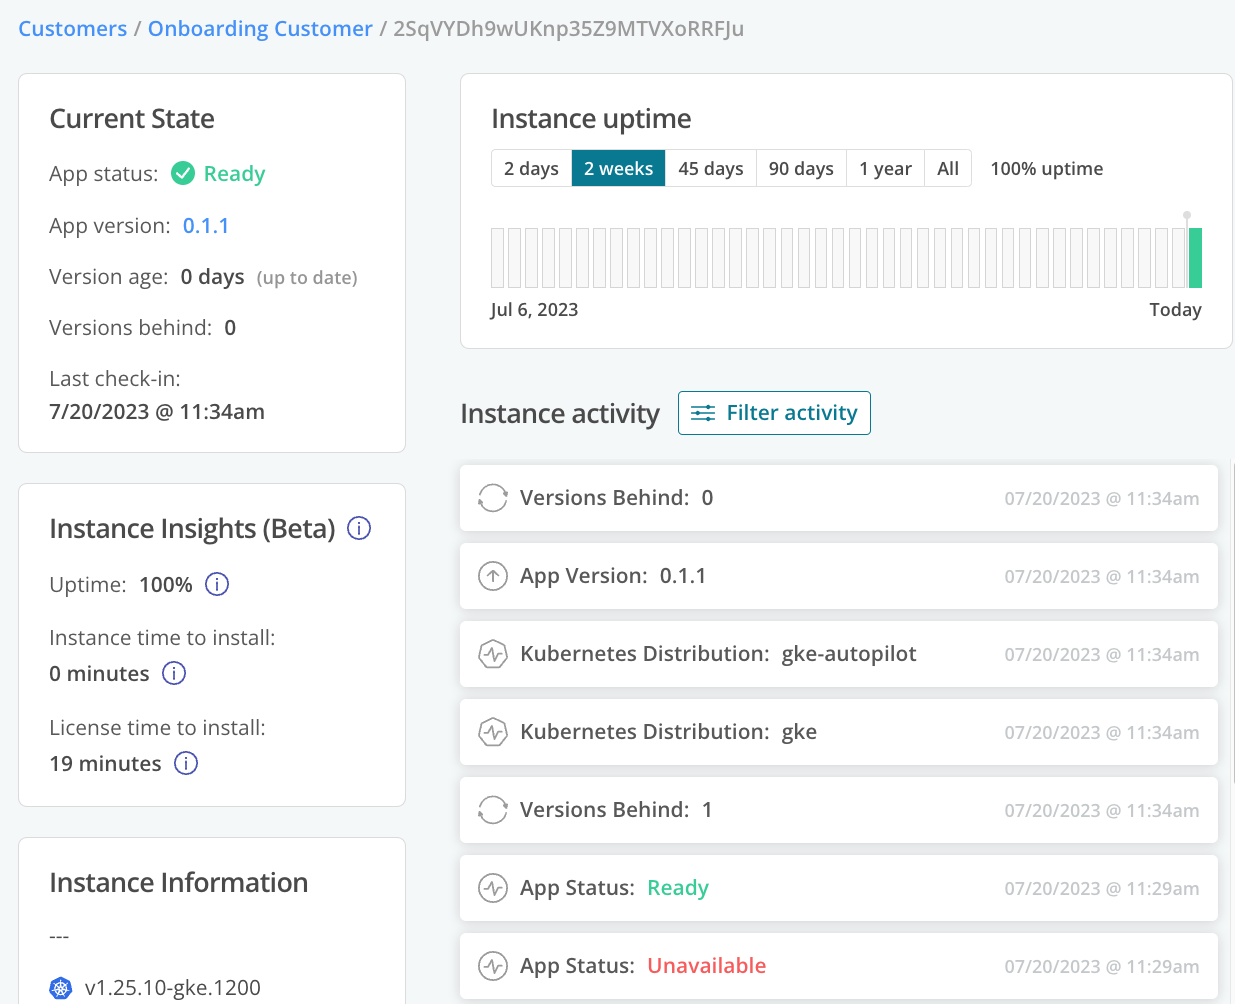 Customers / Onboarding Customer / 2SqVYDh9wUKnp35Z9MTVXoRRFJu
Current State
App status: Ready
App version: 0.1.1
Version age: 0 days (up to date)
Versions behind: 0
Last check-in:
7/20/2023 @ 11:34am
Instance Insights (Beta)
Uptime: 100%
Instance time to install:
0 minutes
License time to install:
19 minutes
Instance Information
---
v1.25.10-gke.1200
Instance uptime
2 days 2 weeks 45 days 90 days 1 year All 100% uptime
Jul 6, 2023 Today
Instance activity Filter activity
Versions Behind: 0 07/20/2023 @ 11:34am
App Version: 0.1.1 07/20/2023 @ 11:34am
Kubernetes Distribution: gke-autopilot 07/20/2023 @ 11:34am
Kubernetes Distribution: gke 07/20/2023 @ 11:34am
Versions Behind: 1 07/20/2023 @ 11:34am
App Status: Ready 07/20/2023 @ 11:29am
App Status: Unavailable 07/20/2023 @ 11:29am